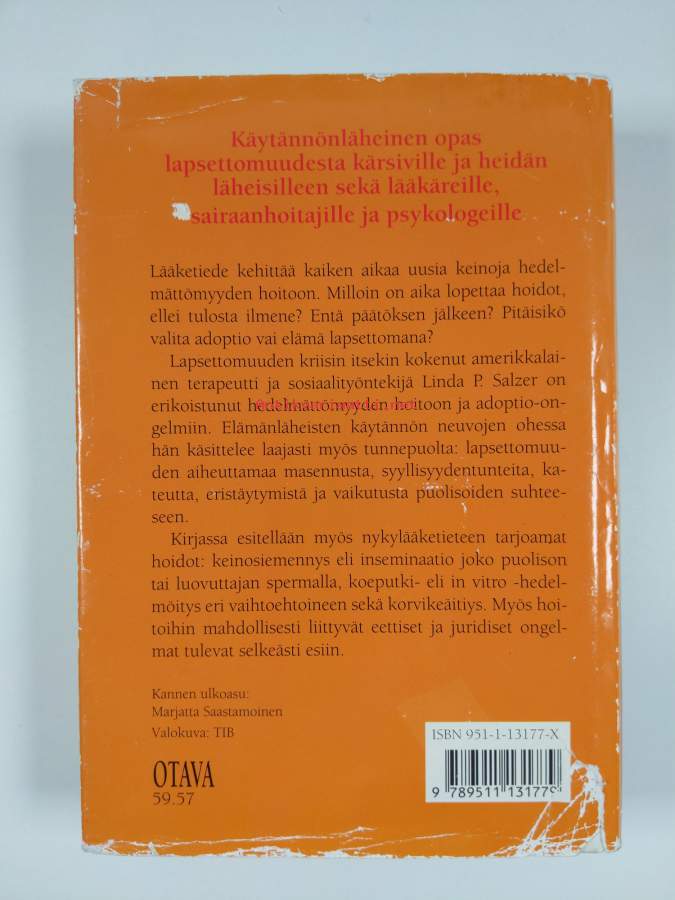 Käytännönläheinen opas
lapsettomuudesta kärsiville ja heidän
läheisilleen sekä lääkäreille,
sairaanhoitajille ja psykologeille
Lääketiede kehittää kaiken aikaa uusia keinoja hedel-
mättömyyden hoitoon. Milloin on aika lopettaa hoidot,
ellei tulosta ilmene? Entä päätöksen jälkeen? Pitäisikö
valita adoptio vai elämä lapsettomana?
Lapsettomuuden kriisin itsekin kokenut amerikkalai-
nen terapeutti ja sosiaalityöntekijä Linda P. Salzer on
erikoistunut hedelmättömyyden hoitoon ja adoptio-on-
gelmiin. Elämänläheisten käytännön neuvojen ohessa
hän käsittelee laajasti myös tunnepuolta: lapsettomuu-
den aiheuttamaa masennusta, syyllisyydentunteita, ka-
teutta, eristäytymistä ja vaikutusta puolisoiden suhtee-
seen.
Kirjassa esitellään myös nykylääketieteen tarjoamat
hoidot: keinosiemennys eli inseminaatio joko puolison
tai luovuttajan spermalla, koeputki- eli in vitro -hedel-
möitys eri vaihtoehtoineen sekä korvikeäitiys. Myös hoi-
toihin mahdollisesti liittyvät eettiset ja juridiset ongel-
mat tulevat selkeästi esiin.
Kannen ulkoasu:
Marjatta Saastamoinen
Valokuva: TIB
OTAVA
59.57
ISBN 951-1-13177-X
9 789511 131779